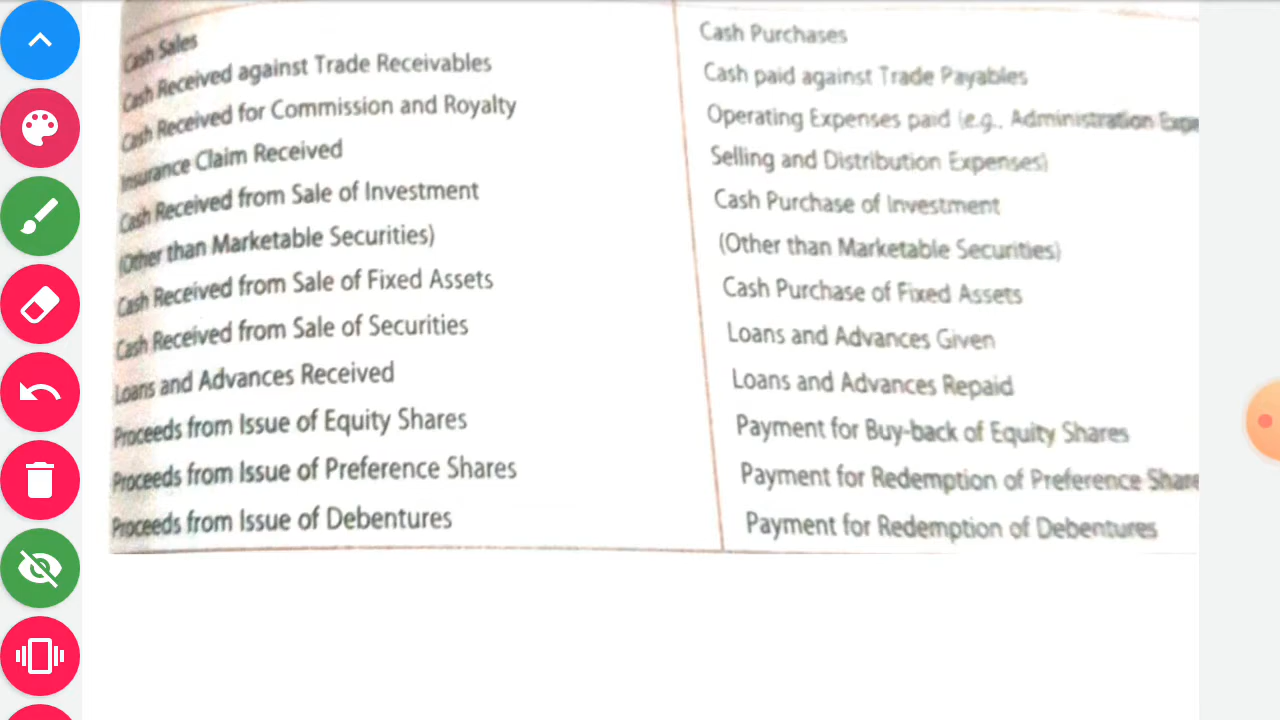 Cash Sales
Cash Received against Trade Receivables
Cash Received for Commission and Royalty
Insurance Claim Received
Cash Received from Sale of Investment
(Other than Marketable Securities)
Cash Received from Sale of Fixed Assets
Cash Received from Sale of Securities
Loans and Advances Received
Proceeds from Issue of Equity Shares
Proceeds from Issue of Preference Shares
Proceeds from Issue of Debentures
Cash Purchases
Cash paid against Trade Payables
Operating Expenses paid (e.g., Administration
Selling and Distribution Expenses)
Cash Purchase of Investment
(Other than Marketable Securities)
Cash Purchase of Fixed Assets
Loans and Advances Given
Loans and Advances Repaid
Payment for Buy-back of Equity Shares
Payment for Redemption of Preference Share
Payment for Redemption of Debentures